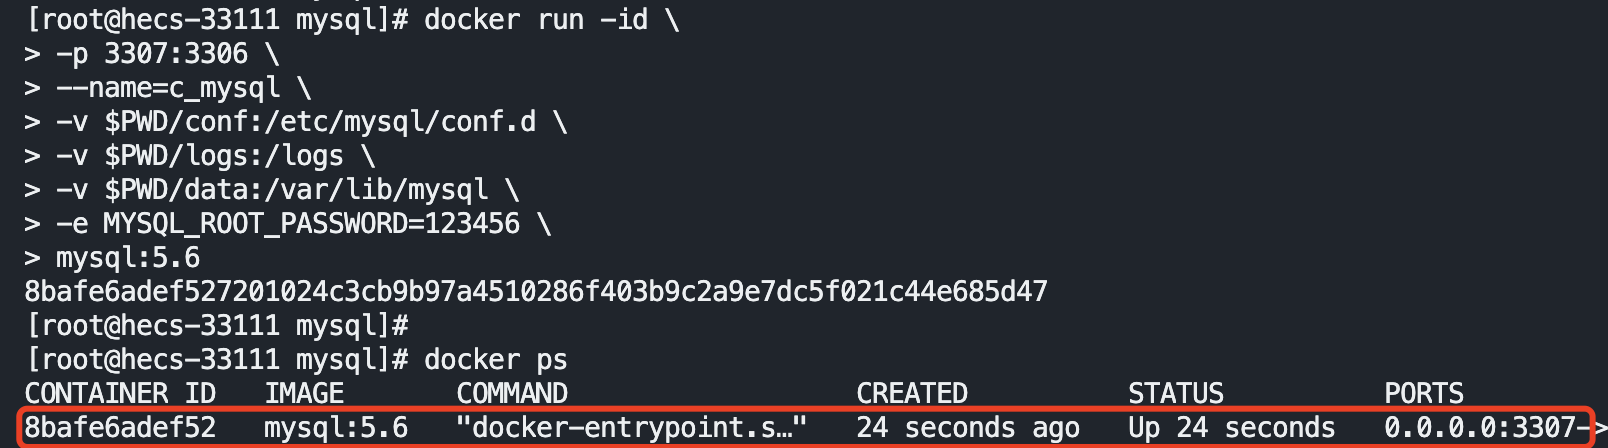 [root@hecs-33111 mysql]# docker run -id \
> -p 3307:3306 \
> --name=c_mysql \
> -v $PWD/conf:/etc/mysql/conf.d \
> -v $PWD/logs:/logs \
> -v $PWD/data:/var/lib/mysql \
> -e MYSQL_ROOT_PASSWORD=123456 \
> mysql:5.6
8bafe6adef527201024c3cb9b97a4510286f403b9c2a9e7dc5f021c44e685d47
[root@hecs-33111 mysql]#
[root@hecs-33111 mysql]# docker ps
CONTAINER ID   IMAGE       COMMAND                  CREATED          STATUS          PORTS
8bafe6adef52   mysql:5.6   "docker-entrypoint.s…"   24 seconds ago   Up 24 seconds   0.0.0.0:3307->